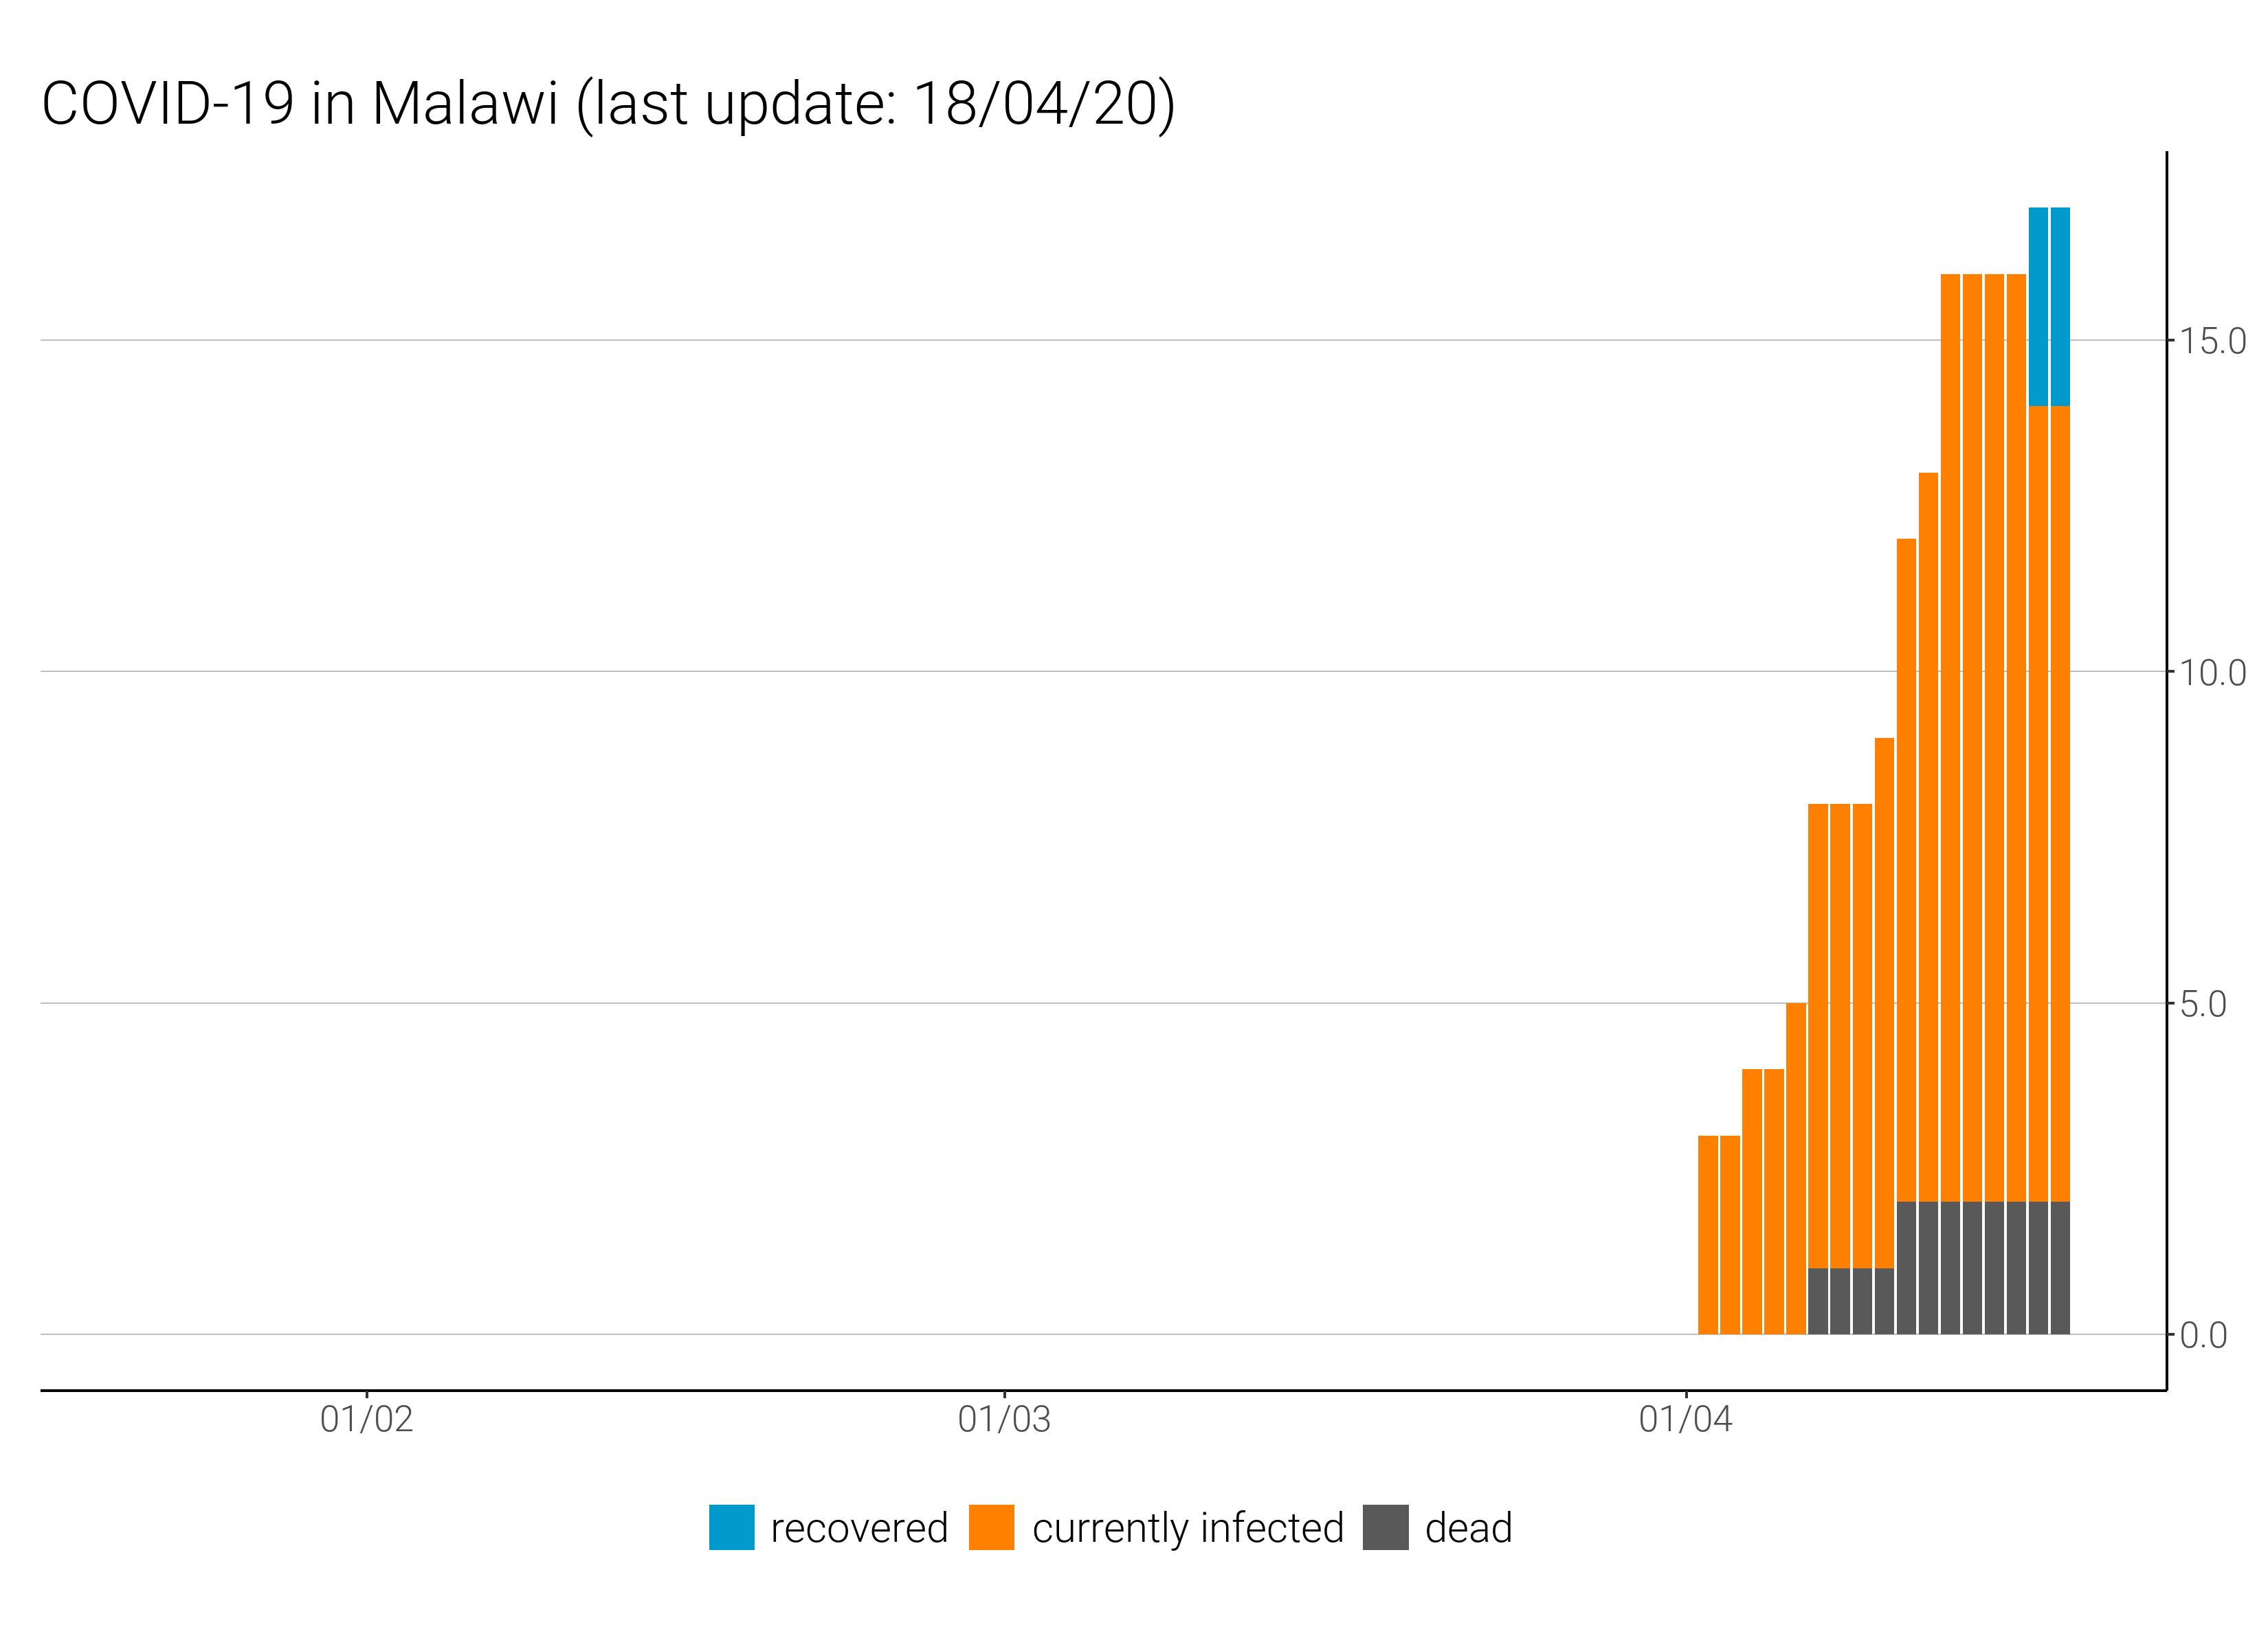 COVID-19 in Malawi (last update: 18/04/20)
15.0
10.0
5.0
0.0
01/02 01/03 01/04
recovered currently infected dead